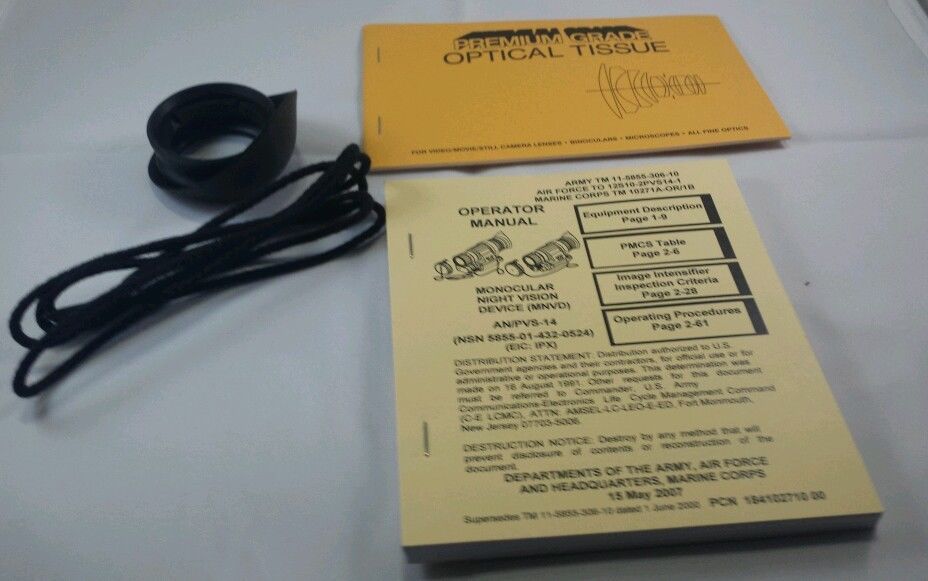 PREMIUM GRADE
OPTICAL TISSUE
FOR VIDEO/MOVIE/STILL CAMERA LENSES • BINOCULARS • MICROSCOPES • ALL FINE OPTICS
ARMY TM 11-5855-306-10
AIR FORCE TO 12S10-2PVS14-1
MARINE CORPS TM 10271A-OR/1B
OPERATOR
MANUAL
MONOCULAR
NIGHT VISION
DEVICE (MNVD)
AN/PVS-14
(NSN 5855-01-432-0524)
(EIC: IPX)
Equipment Description
Page 1-9
PMCS Table
Page 2-6
Image Intensifier
Inspection Criteria
Page 2-28
Operating Procedures
Page 2-61
DISTRIBUTION STATEMENT: Distribution authorized to U.S.
Government agencies and their contractors, for official use or for
administrative or operational purposes. This determination was
made on 16 August 1991. Other requests for this document
must be referred to Commander, U.S. Army
Communications-Electronics Life Cycle Management Command
(C-E LCMC), ATTN: AMSEL-LC-LEO-E-ED, Fort Monmouth,
New Jersey 07703-5006.
DESTRUCTION NOTICE: Destroy by any method that will
prevent disclosure of contents or reconstruction of the
document.
DEPARTMENTS OF THE ARMY, AIR FORCE
AND HEADQUARTERS, MARINE CORPS
15 May 2007
Supersedes TM 11-5855-306-10 dated 1 June 2000 PCN 184102710 00